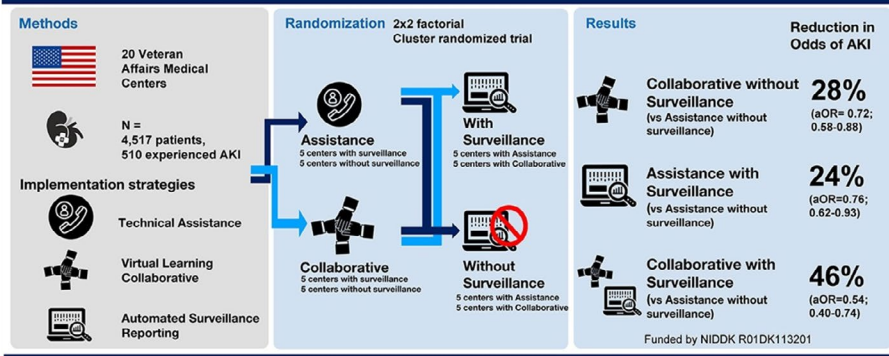 Methods
20 Veteran
Affairs Medical
Centers
N =
4,517 patients,
510 experienced AKI
Implementation strategies
Technical Assistance
Virtual Learning
Collaborative
Automated Surveillance
Reporting
Randomization
2x2 factorial
Cluster randomized trial
Assistance
5 centers with surveillance
5 centers without surveillance
Collaborative
5 centers with surveillance
5 centers without surveillance
With
Surveillance
5 centers with Assistance
5 centers with Collaborative
Without
Surveillance
5 centers with Assistance
5 centers with Collaborative
Results
Reduction in
Odds of AKI
Collaborative without
Surveillance
(vs Assistance without
surveillance)
28%
(aOR= 0.72;
0.58-0.88)
Assistance with
Surveillance
(vs Assistance without
surveillance)
24%
(aOR=0.76;
0.62-0.93)
Collaborative with
Surveillance
(vs Assistance without
surveillance)
46%
(aOR=0.54;
0.40-0.74)
Funded by NIDDK R01DK113201